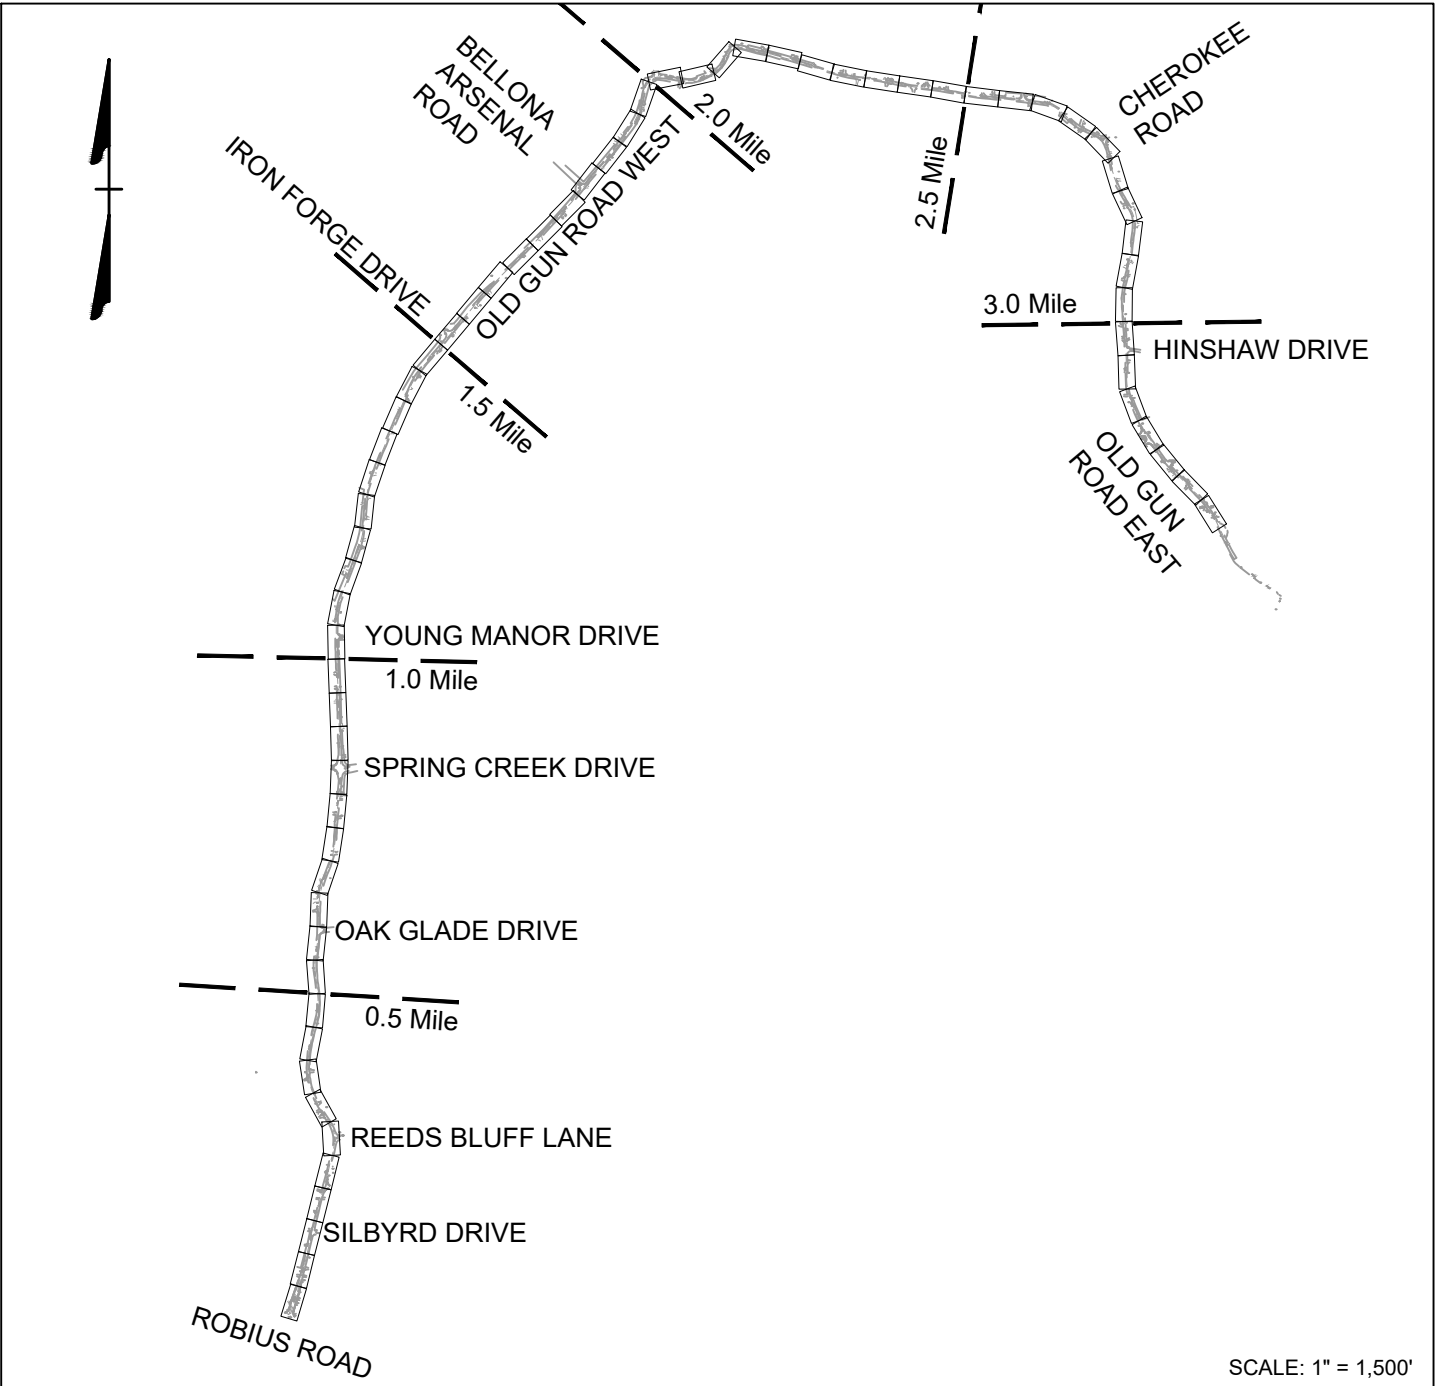 BELLONA
ARSENAL
ROAD
CHEROKEE
ROAD
2.0 Mile
IRON FORGE DRIVE
OLD GUN ROAD WEST
2.5 Mile
3.0 Mile
HINSHAW DRIVE
1.5 Mile
OLD GUN
ROAD EAST
YOUNG MANOR DRIVE
1.0 Mile
SPRING CREEK DRIVE
OAK GLADE DRIVE
0.5 Mile
REEDS BLUFF LANE
SILBYRD DRIVE
ROBIUS ROAD
SCALE: 1" = 1,500'